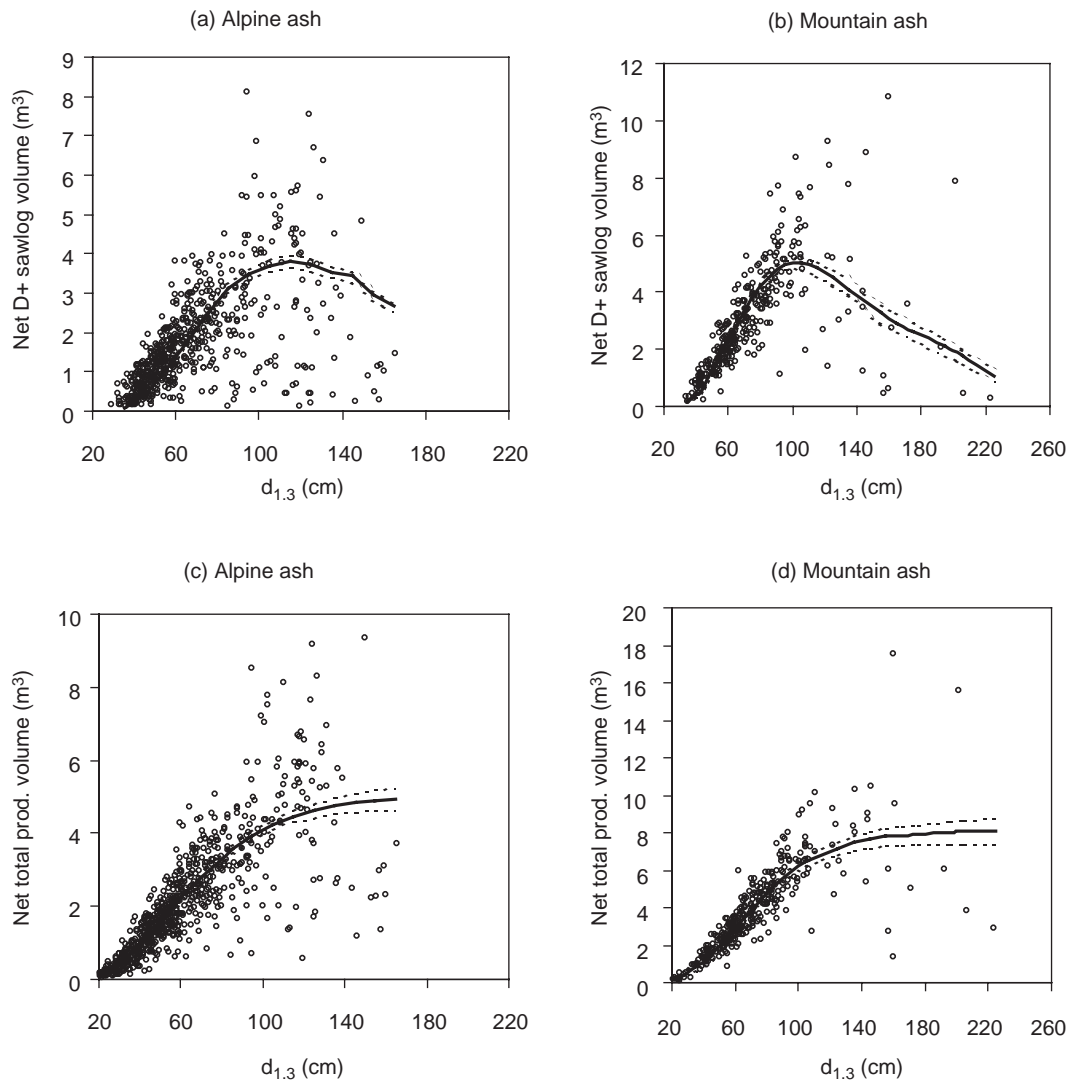 (a) Alpine ash
Net D+ sawlog volume (m³)
9
8
7
6
5
4
3
2
1
0
20 60 100 140 180 220
d1.3 (cm)
(b) Mountain ash
Net D+ sawlog volume (m³)
12
10
8
6
4
2
0
20 60 100 140 180 220 260
d1.3 (cm)
(c) Alpine ash
Net total prod. volume (m³)
10
8
6
4
2
0
20 60 100 140 180 220
d1.3 (cm)
(d) Mountain ash
Net total prod. volume (m³)
20
18
16
14
12
10
8
6
4
2
0
20 60 100 140 180 220 260
d1.3 (cm)